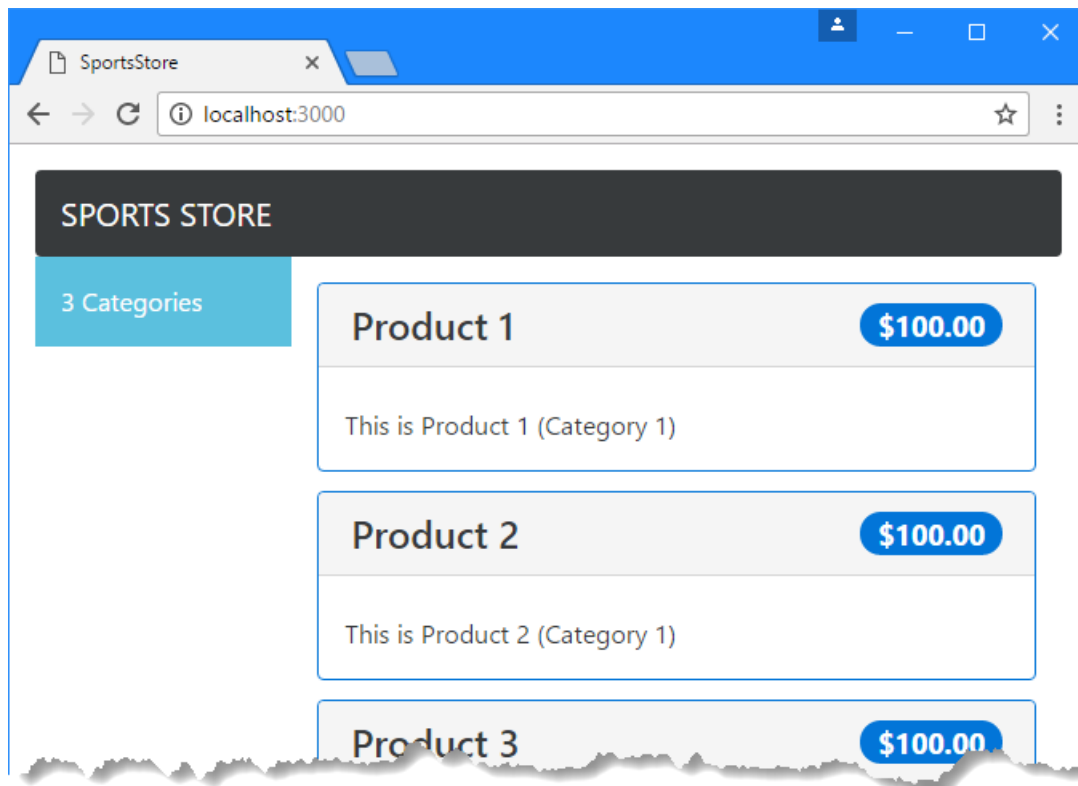 SportsStore
localhost:3000
SPORTS STORE
3 Categories
Product 1 $100.00
This is Product 1 (Category 1)
Product 2 $100.00
This is Product 2 (Category 1)
Product 3 $100.00